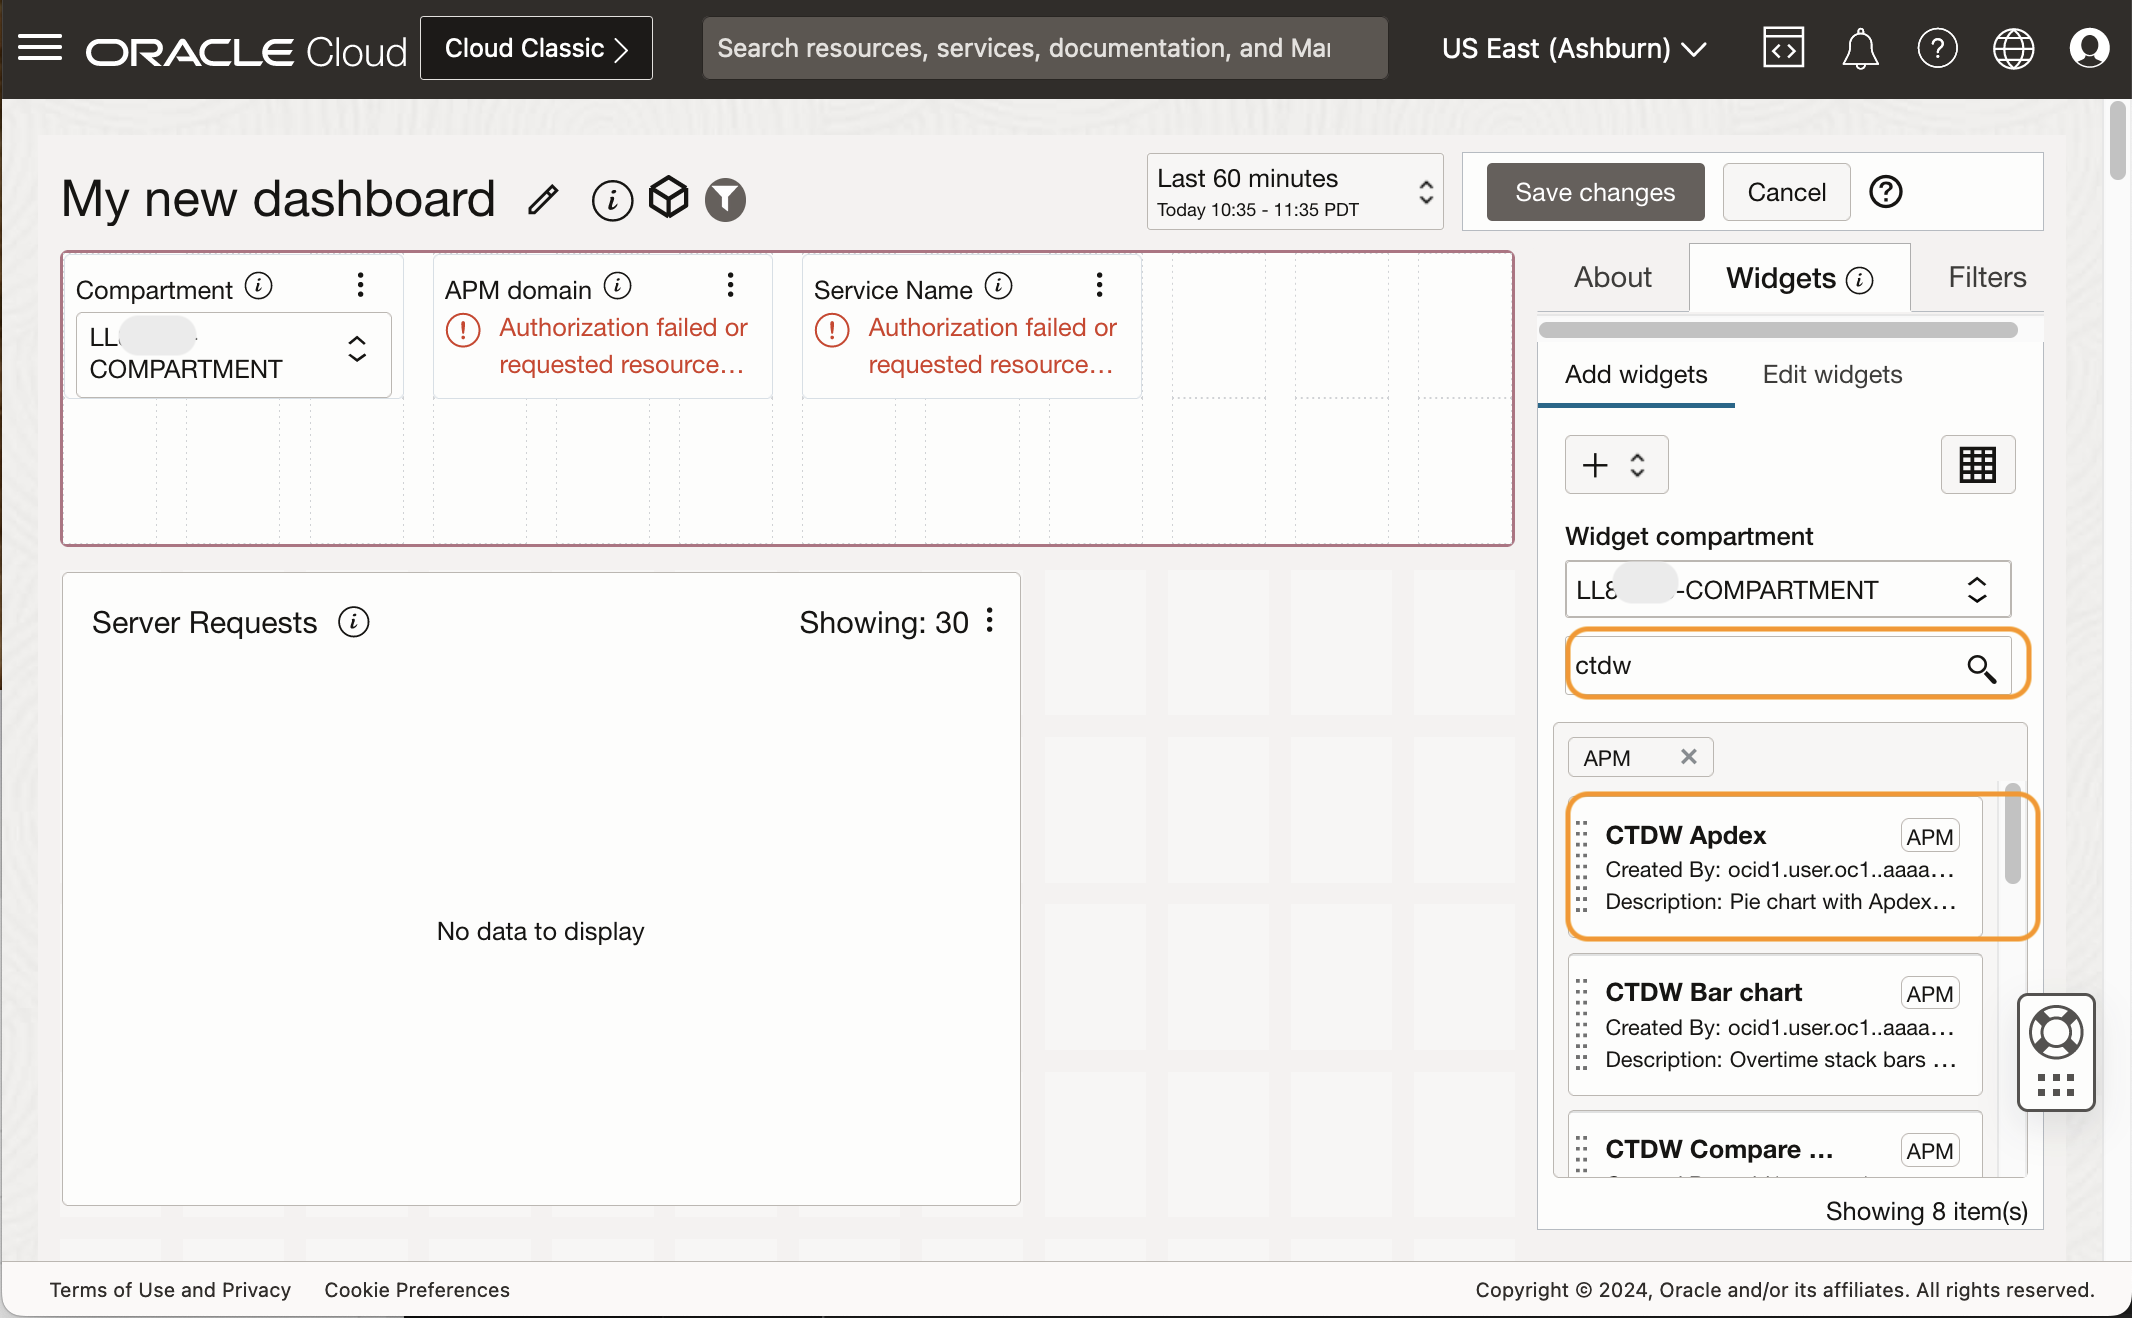 ORACLE Cloud
Cloud Classic
Search resources, services, documentation, and Mar
US East (Ashburn)
My new dashboard
Last 60 minutes
Today 10:35 - 11:35 PDT
Save changes
Cancel
Compartment
LL
COMPARTMENT
APM domain
Authorization failed or
requested resource...
Service Name
Authorization failed or
requested resource...
About
Widgets
Filters
Add widgets
Edit widgets
Widget compartment
LL8 -COMPARTMENT
ctdw
APM
CTDW Apdex
APM
Created By: ocid1.user.oc1..aaaa...
Description: Pie chart with Apdex...
CTDW Bar chart
APM
Created By: ocid1.user.oc1..aaaa...
Description: Overtime stack bars ...
CTDW Compare ...
APM
Showing 8 item(s)
Server Requests
Showing: 30
No data to display
Terms of Use and Privacy
Cookie Preferences
Copyright © 2024, Oracle and/or its affiliates. All rights reserved.